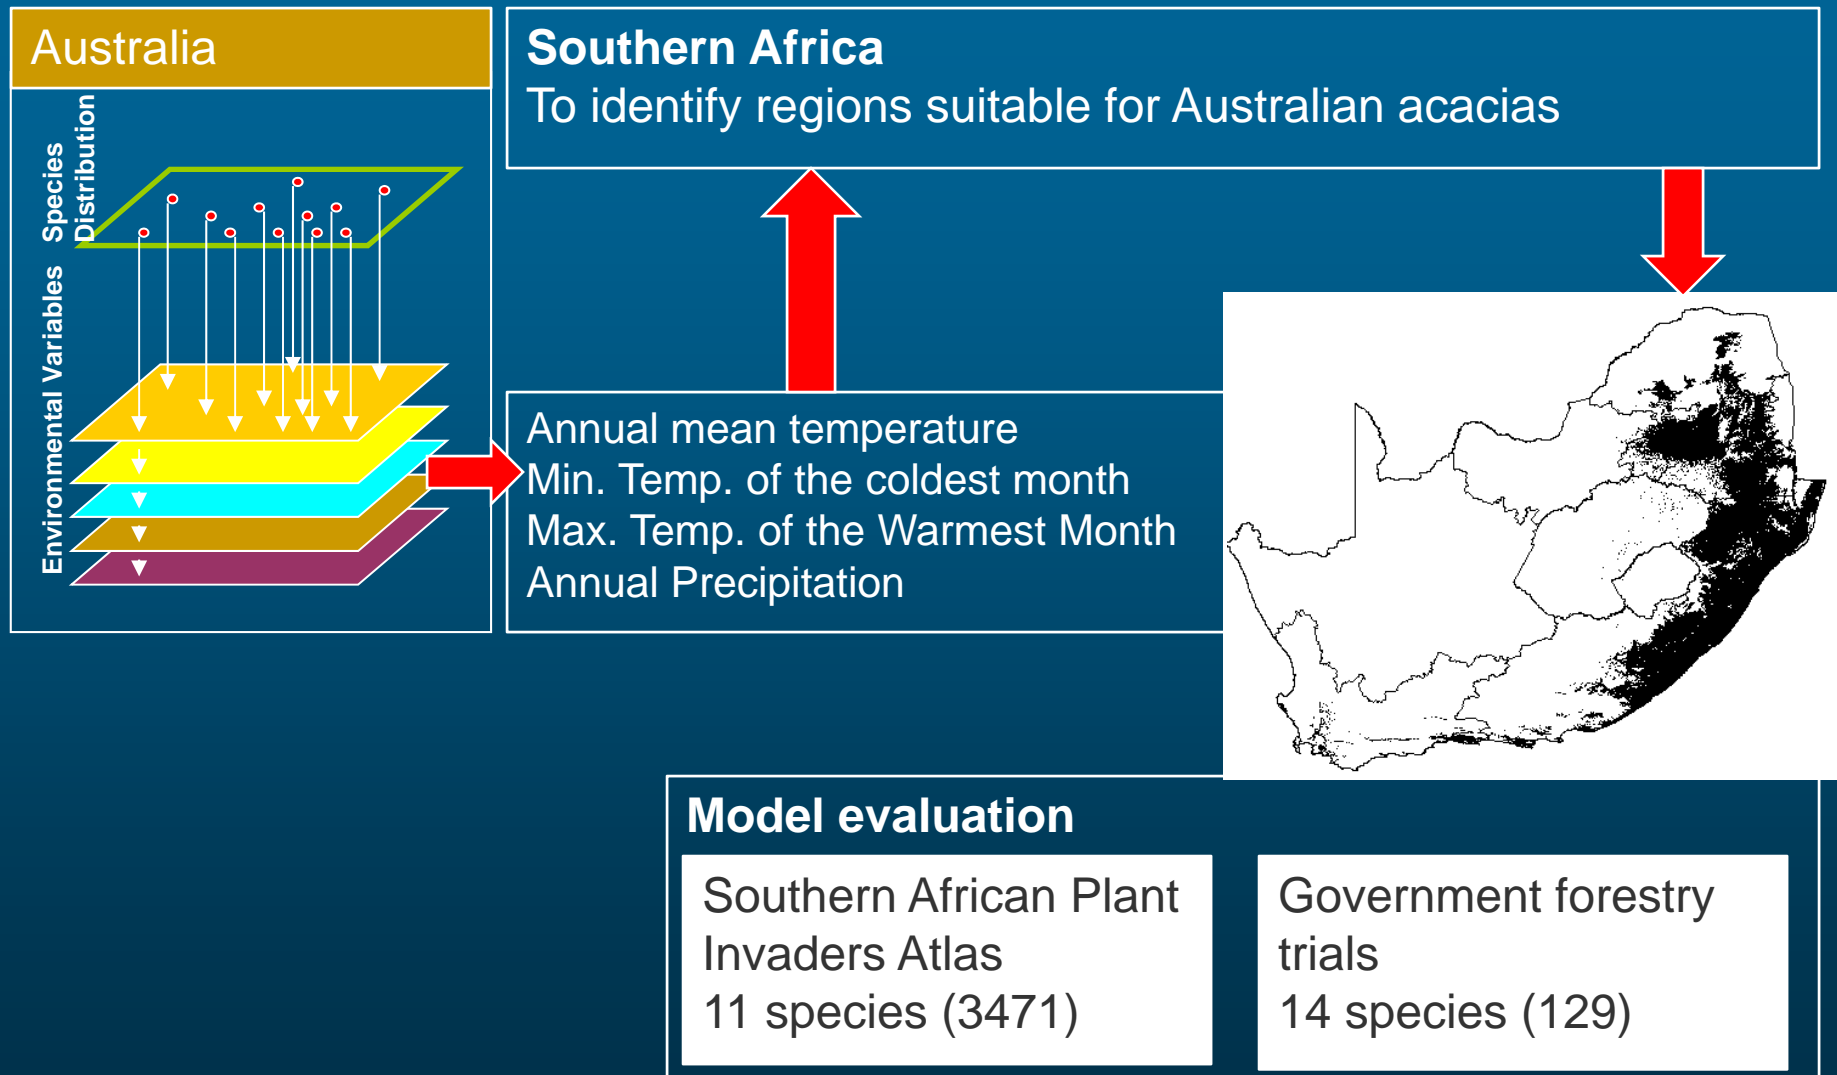 Australia
Species
Distribution
Environmental Variables
Southern Africa
To identify regions suitable for Australian acacias
Annual mean temperature
Min. Temp. of the coldest month
Max. Temp. of the Warmest Month
Annual Precipitation
Model evaluation
Southern African Plant
Invaders Atlas
11 species (3471)
Government forestry
trials
14 species (129)